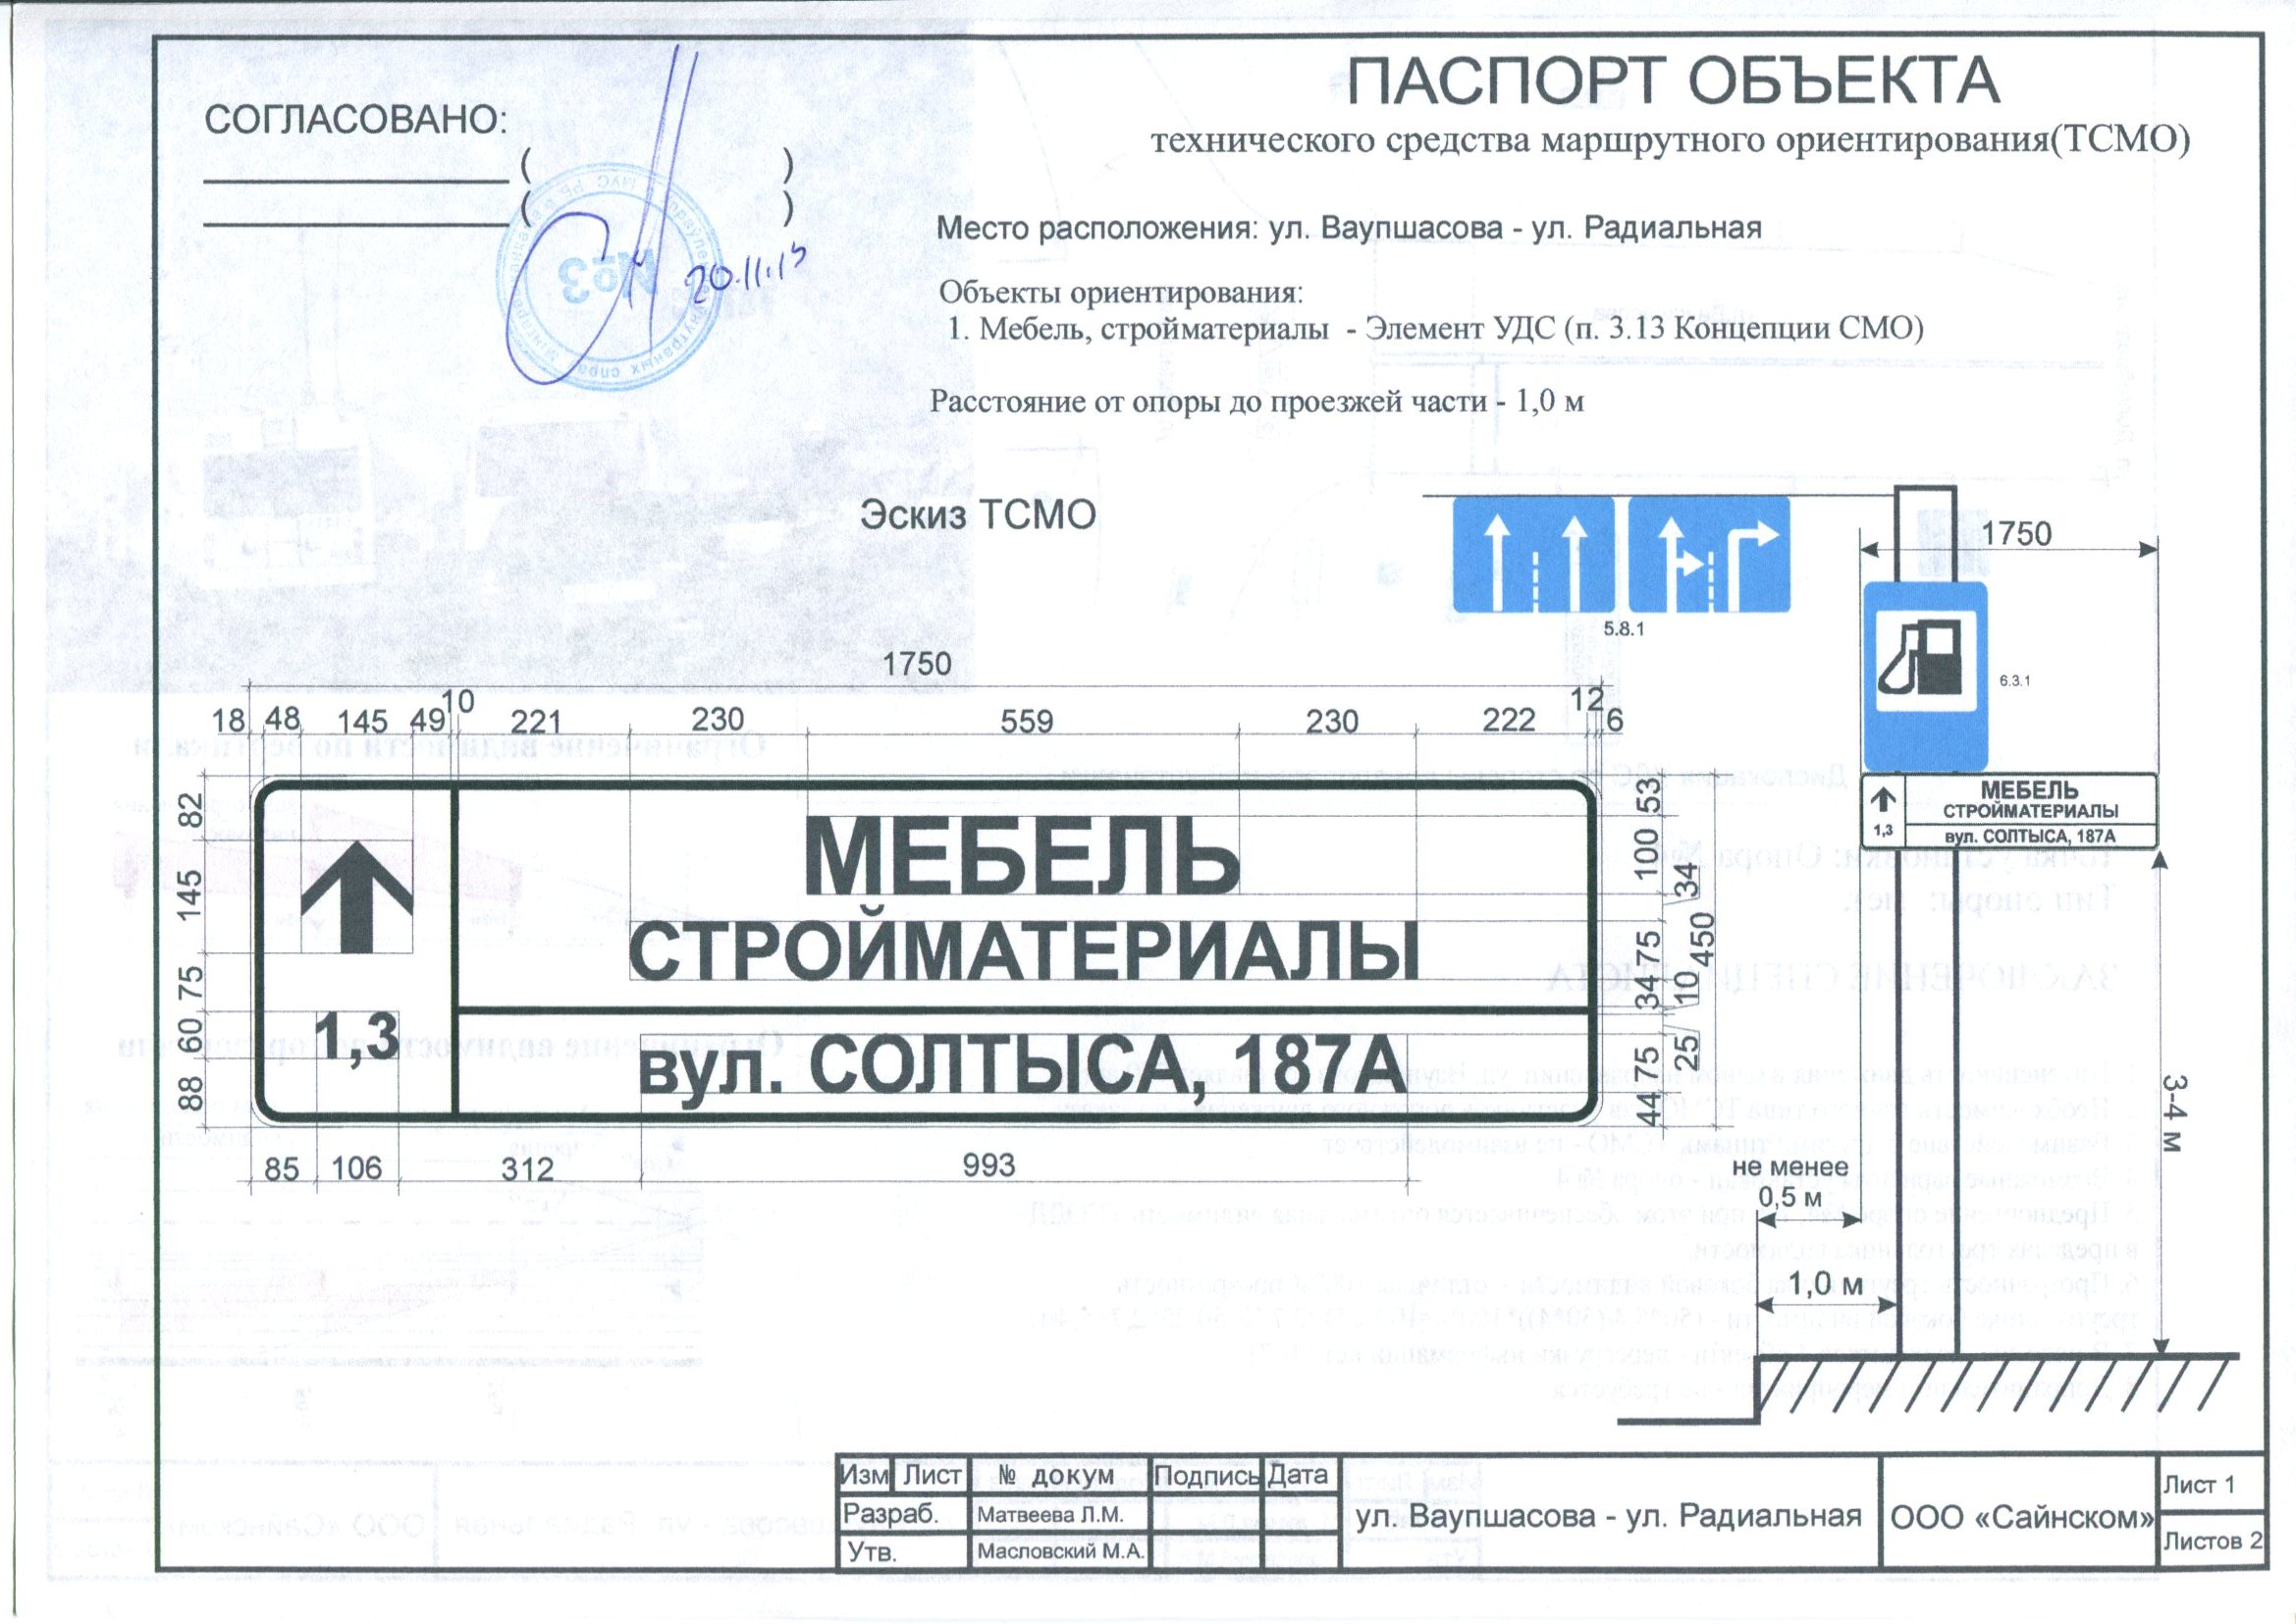 СОГЛАСОВАНО:
(                    )
(                    )
№3
20.11.15
ПАСПОРТ ОБЪЕКТА
технического средства маршрутного ориентирования(ТСМО)
Место расположения: ул. Ваупшасова - ул. Радиальная
Объекты ориентирования:
1. Мебель, стройматериалы - Элемент УДС (п. 3.13 Концепции СМО)
Расстояние от опоры до проезжей части - 1,0 м
Эскиз ТСМО
5.8.1
1750
6.3.1
МЕБЕЛЬ
СТРОЙМАТЕРИАЛЫ
1,3
вул. СОЛТЫСА, 187А
3-4 м
не менее
0,5 м
1,0 м
1750
18 48 145 49 10 221 230 559 230 222 12 6
82 145 75 60 88
53 100 34 75 34 10 450 25 75 44
МЕБЕЛЬ
СТРОЙМАТЕРИАЛЫ
1,3
вул. СОЛТЫСА, 187А
85 106 312 993
Изм Лист № докум Подпись Дата
Разраб. Матвеева Л.М.
Утв. Масловский М.А.
ул. Ваупшасова - ул. Радиальная
ООО «Сайнском»
Лист 1
Листов 2